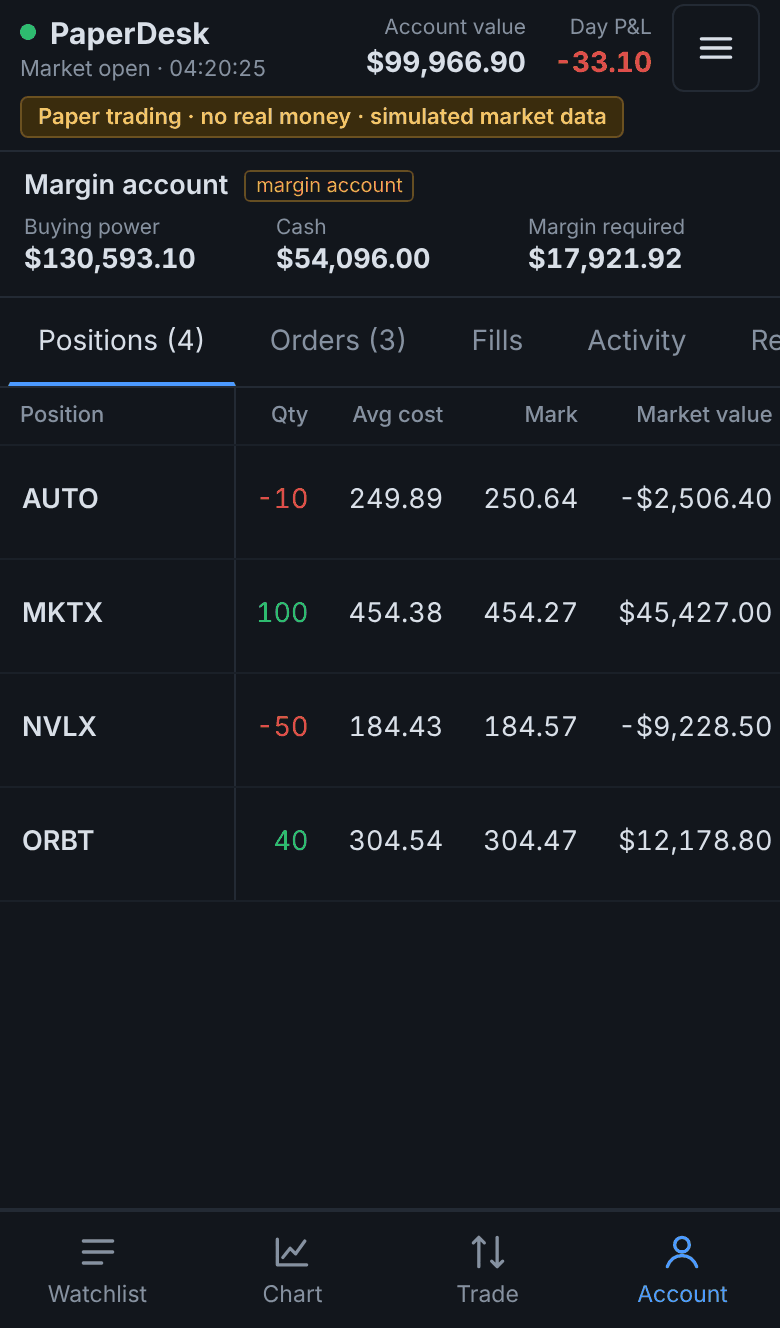 PaperDesk
Market open · 04:20:25
Account value
$99,966.90
Day P&L
-33.10
Paper trading · no real money · simulated market data
Margin account margin account
Buying power Cash Margin required
$130,593.10 $54,096.00 $17,921.92
Positions (4) Orders (3) Fills Activity Re
Position Qty Avg cost Mark Market value
AUTO -10 249.89 250.64 -$2,506.40
MKTX 100 454.38 454.27 $45,427.00
NVLX -50 184.43 184.57 -$9,228.50
ORBT 40 304.54 304.47 $12,178.80
Watchlist Chart Trade Account